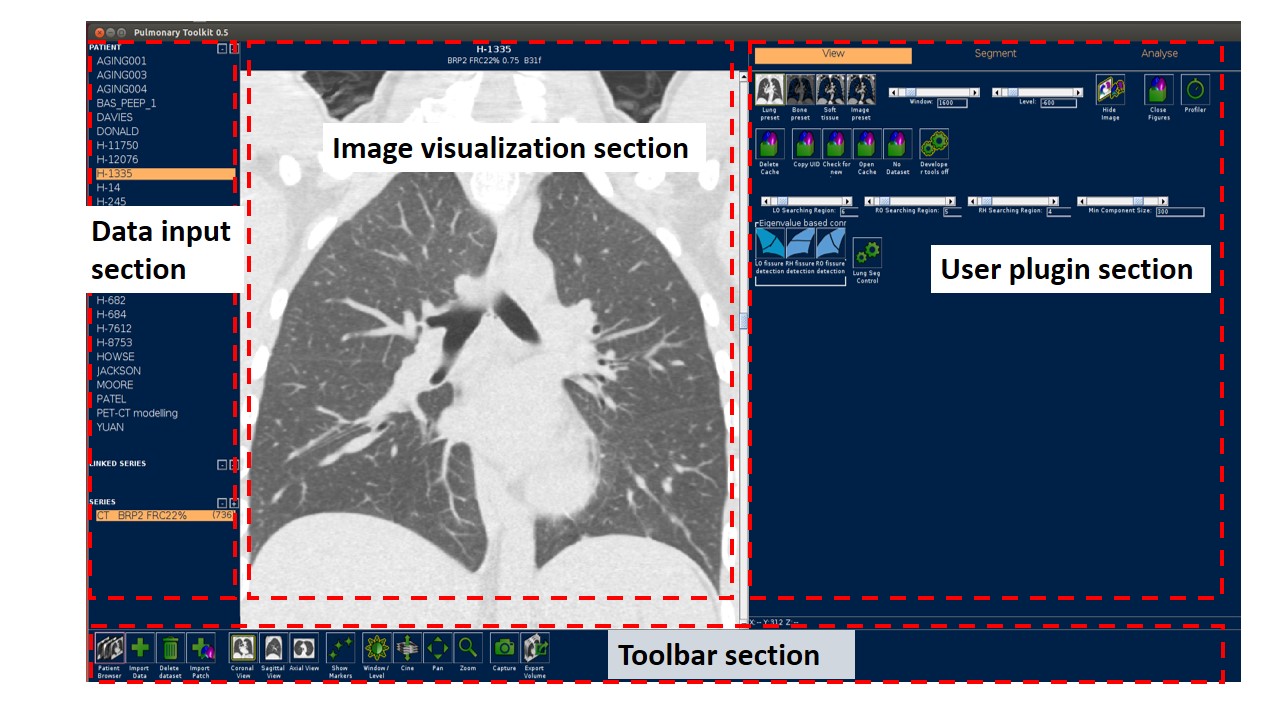 Pulmonary Toolkit 0.5
PATIENT
AGING001
AGING003
AGING004
BAS_PEEP_1
DAVIES
DONALD
H-11750
H-12076
H-1335
H-14
H-245
Data input
section
H-682
H-684
H-7612
H-8753
HOWSE
JACKSON
MOORE
PATEL
PET-CT modelling
YUAN
LINKED SERIES
SERIES
CT BRP2 FRC22% (736
H-1335
BRP2 FRC22% 0.75 B31f
Image visualization section
View Segment Analyse
Lung preset
Bone preset
Soft tissue
Image preset
Window: 1600
Level: -600
Hide Image
Close Figures
Profiler
Delete Cache
Copy UID
Check for new
Open Cache
No Dataset
Develope r tools off
LO Searching Region: 6
RO Searching Region: 5
RH Searching Region: 4
Min Component Size: 300
Eigenvalue based conr
LO fissure detection
RH fissure detection
RO fissure detection
Lung Seg Control
User plugin section
X: -- Y:312 Z: --
Patient Browser
Import Data
Delete dataset
Import Patch
Coronal View
Sagittal View
Axial View
Show Markers
Window/ Level
Cine
Pan
Zoom
Capture
Export Volume
Toolbar section